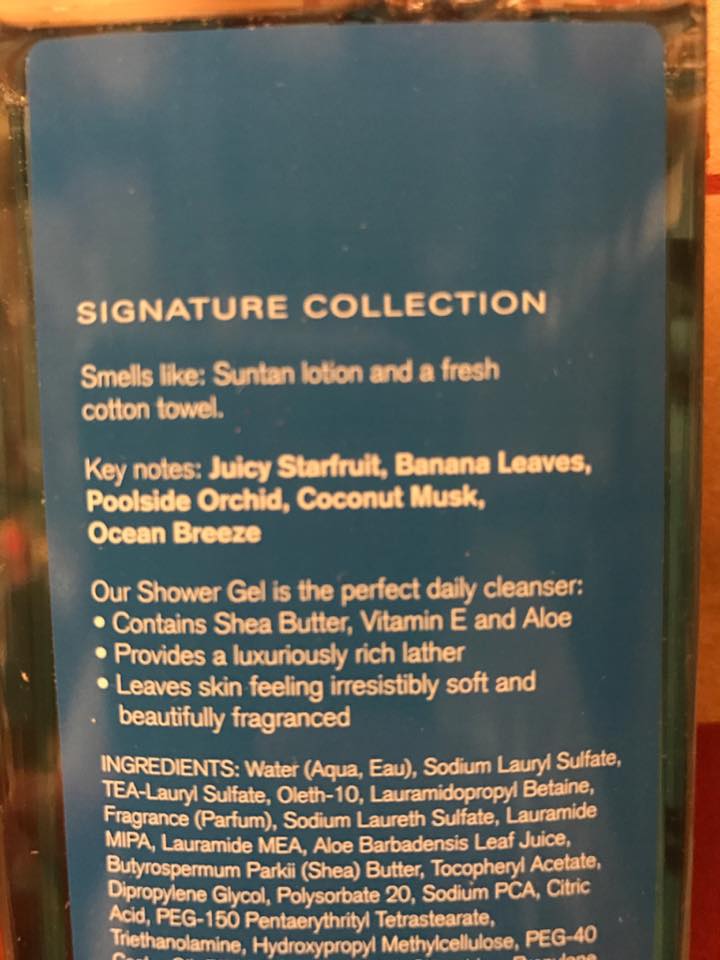 SIGNATURE COLLECTION
Smells like: Suntan lotion and a fresh
cotton towel.
Key notes: Juicy Starfruit, Banana Leaves,
Poolside Orchid, Coconut Musk,
Ocean Breeze
Our Shower Gel is the perfect daily cleanser:
• Contains Shea Butter, Vitamin E and Aloe
• Provides a luxuriously rich lather
• Leaves skin feeling irresistibly soft and
beautifully fragranced
INGREDIENTS: Water (Aqua, Eau), Sodium Lauryl Sulfate,
TEA-Lauryl Sulfate, Oleth-10, Lauramidopropyl Betaine,
Fragrance (Parfum), Sodium Laureth Sulfate, Lauramide
MIPA, Lauramide MEA, Aloe Barbadensis Leaf Juice,
Butyrospermum Parkii (Shea) Butter, Tocopheryl Acetate,
Dipropylene Glycol, Polysorbate 20, Sodium PCA, Citric
Acid, PEG-150 Pentaerythrityl Tetrastearate,
Triethanolamine, Hydroxypropyl Methylcellulose, PEG-40